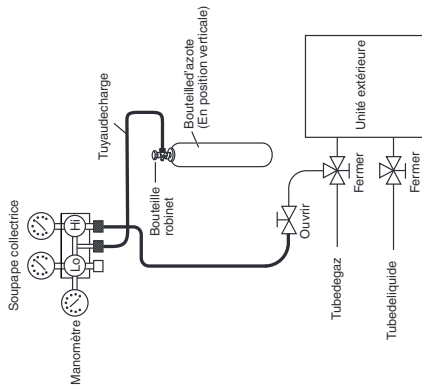 Soupape collectrice
Manomètre
Lo
Hi
Tuyaudecharge
Bouteille
robinet
Bouteilled'azote
(En position verticale)
Ouvrir
Unité extérieure
Fermer
Fermer
Tubedegaz
Tubedeliquide